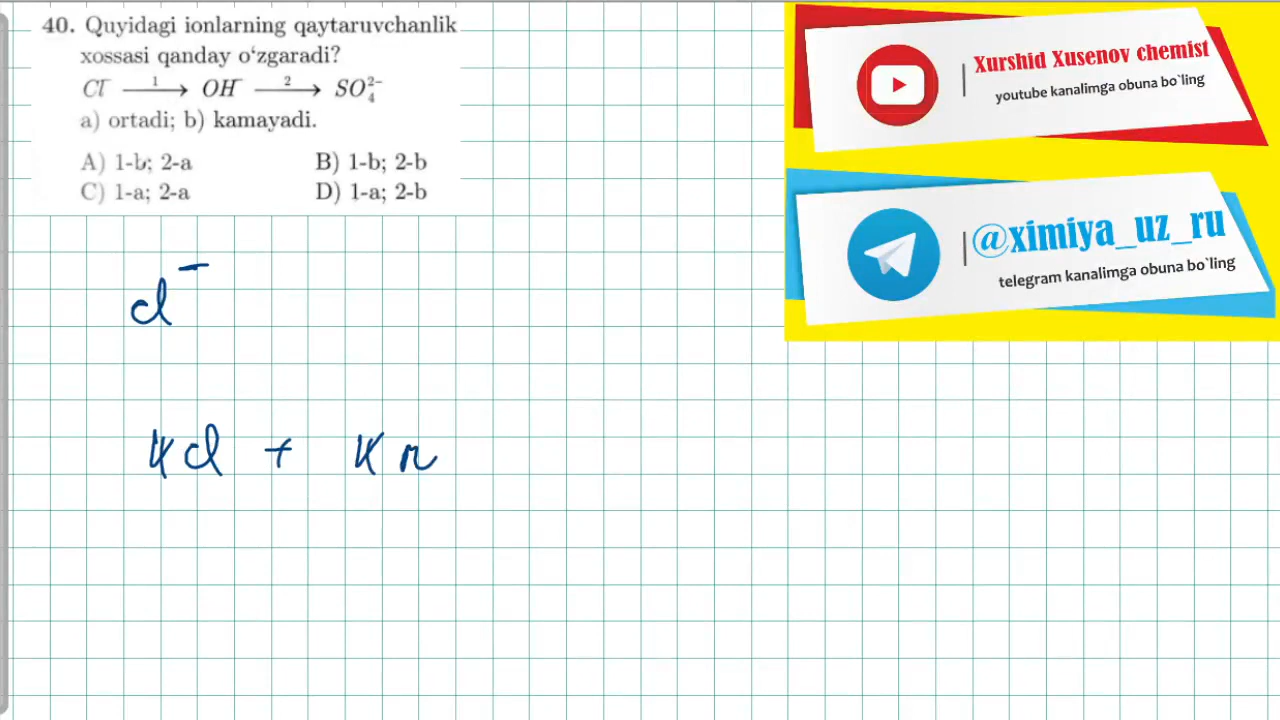 40. Quyidagi ionlarning qaytaruvchanlik
xossasi qanday o‘zgaradi?
Cl⁻ —1→ OH⁻ —2→ SO₄²⁻
a) ortadi; b) kamayadi.
A) 1-b; 2-a B) 1-b; 2-b
C) 1-a; 2-a D) 1-a; 2-b
Cl⁻
KCl +
Xurshid Xusenov chemist
youtube kanalimga obuna bo`ling
@ximiya_uz_ru
telegram kanalimga obuna bo`ling